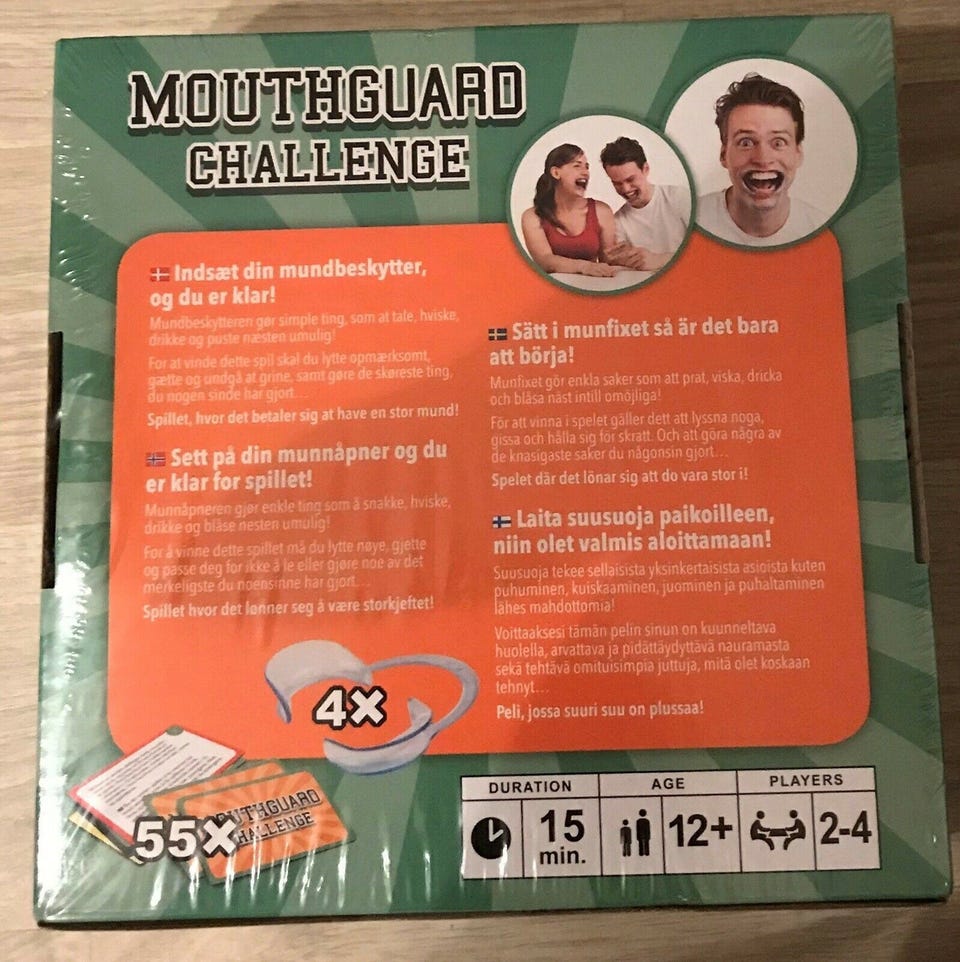 MOUTHGUARD
CHALLENGE
Indsæt din mundbeskytter,
og du er klar!
Mundbeskytteren gør simple ting, som at tale, hviske,
drikke og puste næsten umulig!
For at vinde dette spil skal du lytte opmærksomt,
gætte og undgå at grine, samt gøre de skøreste ting,
du nogen sinde har gjort...
Spillet, hvor det betaler sig at have en stor mund!
Sett på din munnåpner og du
er klar for spillet!
Munnåpneren gjør enkle ting som å snakke, hviske,
drikke og blåse nesten umulig!
For å vinne dette spillet må du lytte nøye, gjette
og passe deg for ikke å le eller gjøre noe av det
merkeligste du noensinne har gjort...
Spillet hvor det lønner seg å være storkjeftet!
Sätt i munfixet så är det bara
att börja!
Munfixet gör enkla saker som att prat, viska, dricka
och blåsa näst intill omöjliga!
För att vinna i spelet gäller dett att lyssna noga,
gissa och hålla sig för skratt. Och att göra några av
de knasigaste saker du någonsin gjort...
Spelet där det lönar sig att do vara stor i!
Laita suusuoja paikoilleen,
niin olet valmis aloittamaan!
Suusuoja tekee sellaisista yksinkertaisista asioista kuten
puhuminen, kuiskaaminen, juominen ja puhaltaminen
lähes mahdottomia!
Voittaaksesi tämän pelin sinun on kuunneltava
huolella, arvattava ja pidättäydyttävä nauramasta
sekä tehtävä omituisimpia juttuja, mitä olet koskaan
tehnyt...
Peli, jossa suuri suu on plussaa!
4X
55X
MOUTHGUARD
CHALLENGE
DURATION
15
min.
AGE
12+
PLAYERS
2-4